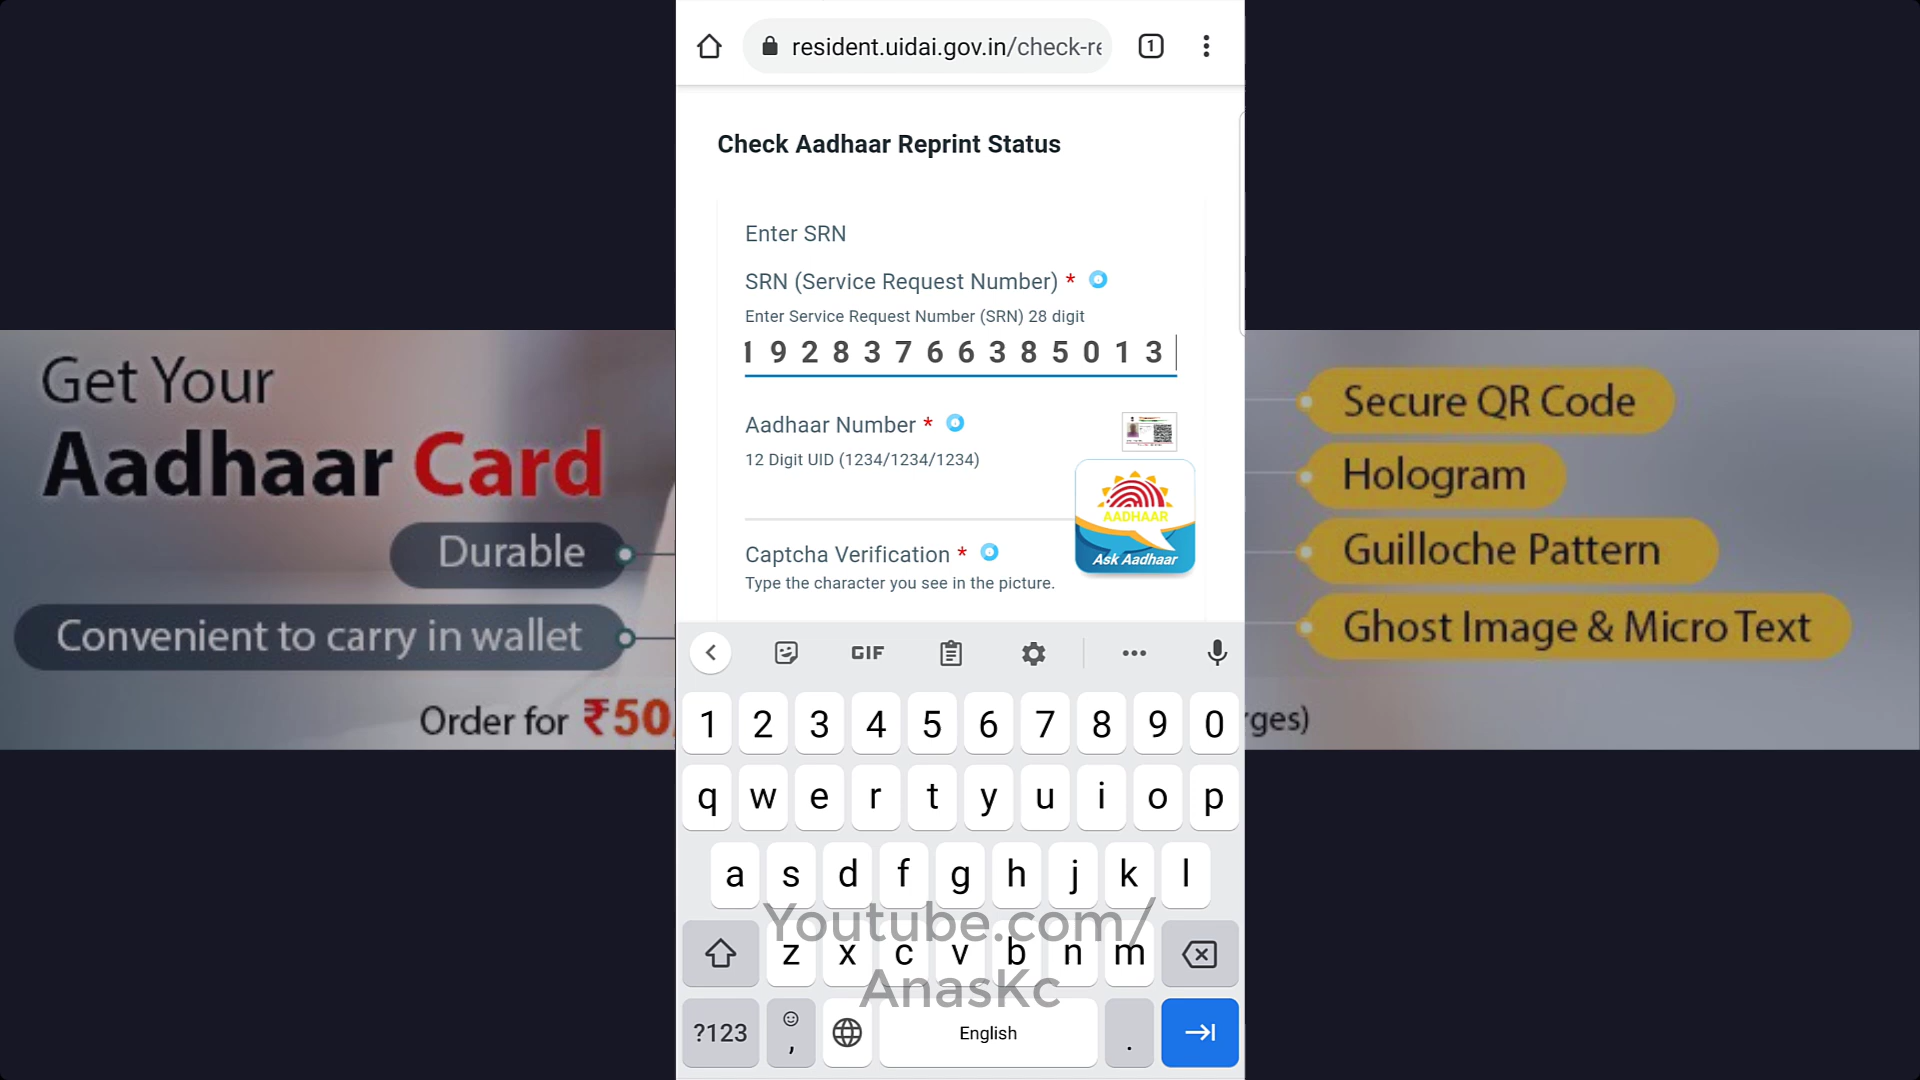 resident.uidai.gov.in/check-re
1
Check Aadhaar Reprint Status
Enter SRN
SRN (Service Request Number) *
Enter Service Request Number (SRN) 28 digit
1 9 2 8 3 7 6 6 3 8 5 0 1 3
Aadhaar Number *
12 Digit UID (1234/1234/1234)
AADHAAR
Ask Aadhaar
Captcha Verification *
Type the character you see in the picture.
Get Your
Aadhaar Card
Durable
Convenient to carry in wallet
Order for ₹50
Secure QR Code
Hologram
Guilloche Pattern
Ghost Image & Micro Text
rges)
GIF
1 2 3 4 5 6 7 8 9 0
q w e r t y u i o p
a s d f g h j k l
Youtube.com/
z x c v b n m
AnasKc
?123 , English .